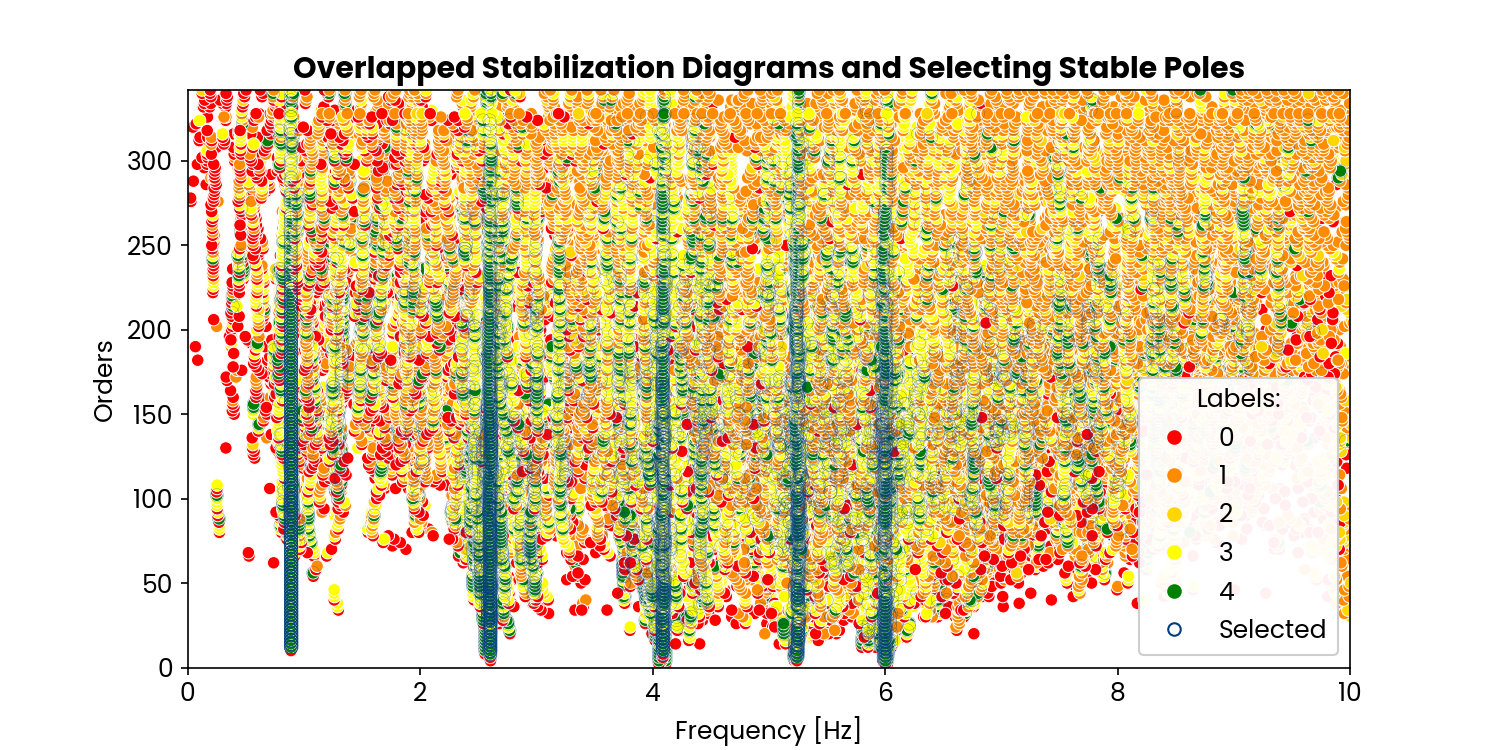 Overlapped Stabilization Diagrams and Selecting Stable Poles
Orders
300
250
200
150
100
50
0
0 2 4 6 8 10
Frequency [Hz]
Labels:
0
1
2
3
4
Selected